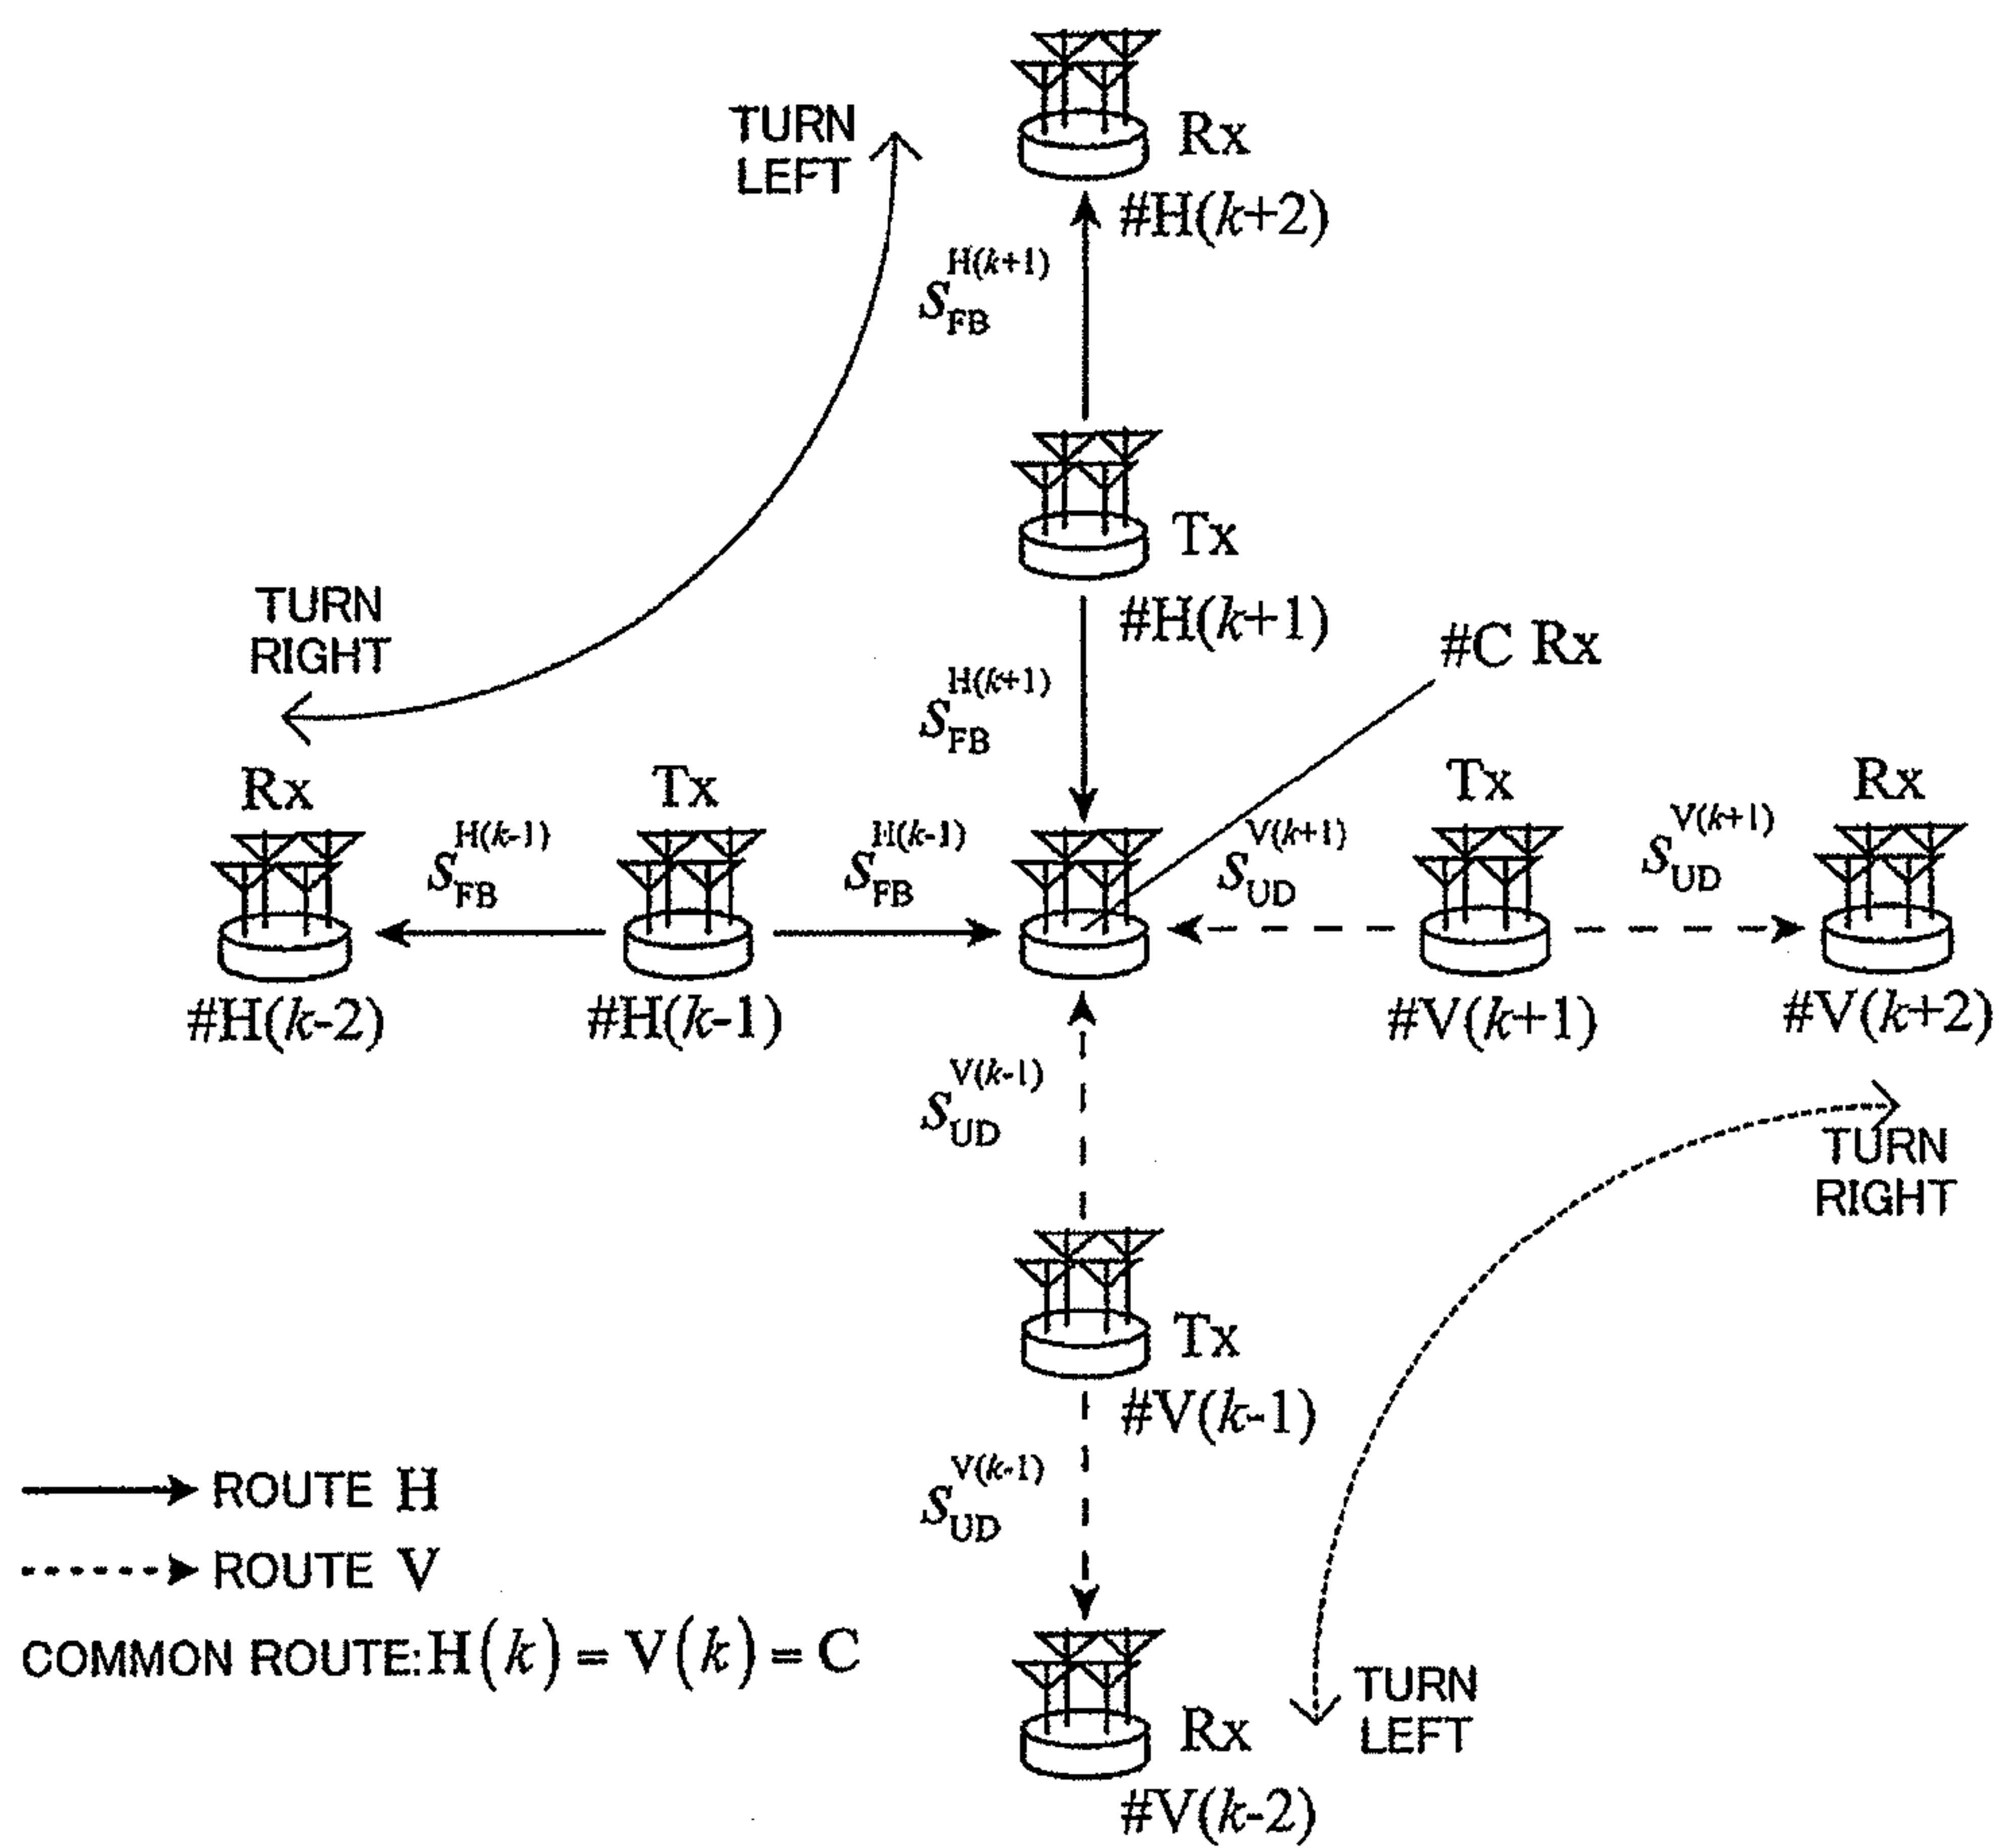 Rx
#H(k+2)
TURN
LEFT
S_FB^H(k+1)
Tx
#H(k+1)
TURN
RIGHT
#C Rx
S_FB^H(k+1)
Rx
Tx
Tx
Rx
S_FB^H(k-1)
S_FB^H(k-1)
S_UD^V(k+1)
S_UD^V(k+1)
#H(k-2)
#H(k-1)
#V(k+1)
#V(k+2)
S_UD^V(k-1)
TURN
RIGHT
Tx
#V(k-1)
S_UD^V(k-1)
ROUTE H
ROUTE V
COMMON ROUTE: H(k) = V(k) = C
TURN
LEFT
Rx
#V(k-2)